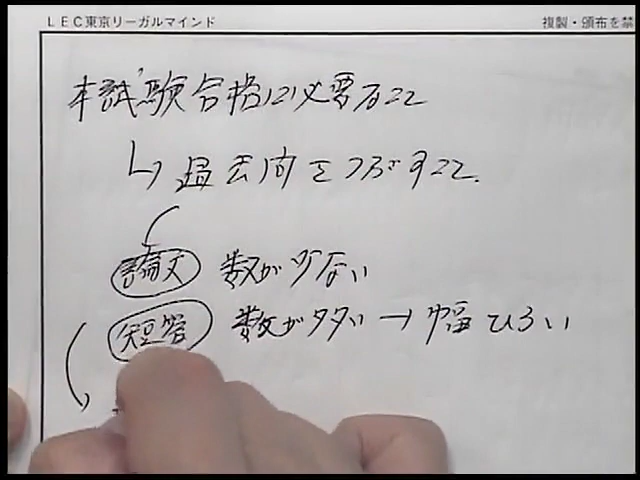 LEC東京リーガルマインド 複製・頒布を禁
本試験合格に必要なこと
↳ 過去問をつぶすこと.
論文 数が少ない
短答 数が多い → 幅ひろい